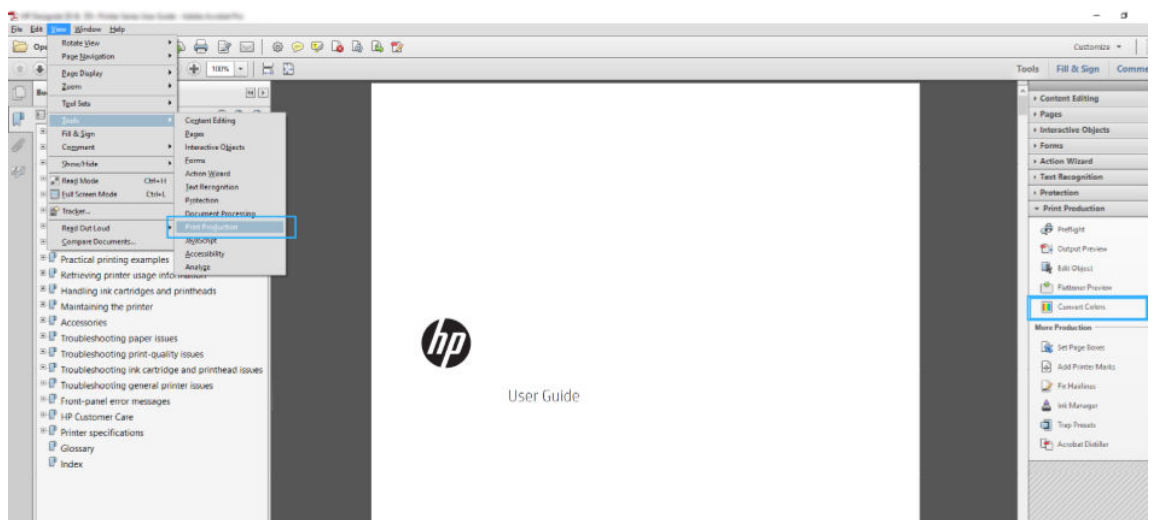 File Edit View Window Help
Customize
100%
Tools Fill & Sign Comme
Rotate View
Page Navigation
Page Display
Zoom
Tool Sets
Tools
Fill & Sign
Comment
Show/Hide
Read Mode Ctrl+H
Full Screen Mode Ctrl+L
Tracker...
Read Out Loud
Compare Documents...
Content Editing
Pages
Interactive Objects
Forms
Action Wizard
Text Recognition
Protection
Document Processing
Print Production
JavaScript
Accessibility
Analyze
Practical printing examples
Retrieving printer usage information
Handling ink cartridges and printheads
Maintaining the printer
Accessories
Troubleshooting paper issues
Troubleshooting print-quality issues
Troubleshooting ink cartridge and printhead issues
Troubleshooting general printer issues
Front-panel error messages
HP Customer Care
Printer specifications
Glossary
Index
hp
User Guide
Content Editing
Pages
Interactive Objects
Forms
Action Wizard
Text Recognition
Protection
Print Production
Preflight
Output Preview
Edit Object
Flattener Preview
Convert Colors
More Production
Set Page Boxes
Add Printer Marks
Fix Hairlines
Ink Manager
Trap Presets
Acrobat Distiller